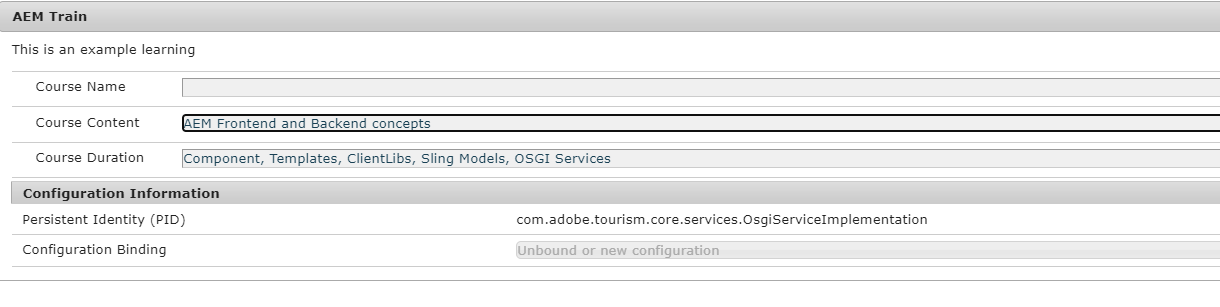 AEM Train
This is an example learning
Course Name
Course Content AEM Frontend and Backend concepts
Course Duration Component, Templates, ClientLibs, Sling Models, OSGI Services
Configuration Information
Persistent Identity (PID) com.adobe.tourism.core.services.OsgiServiceImplementation
Configuration Binding Unbound or new configuration